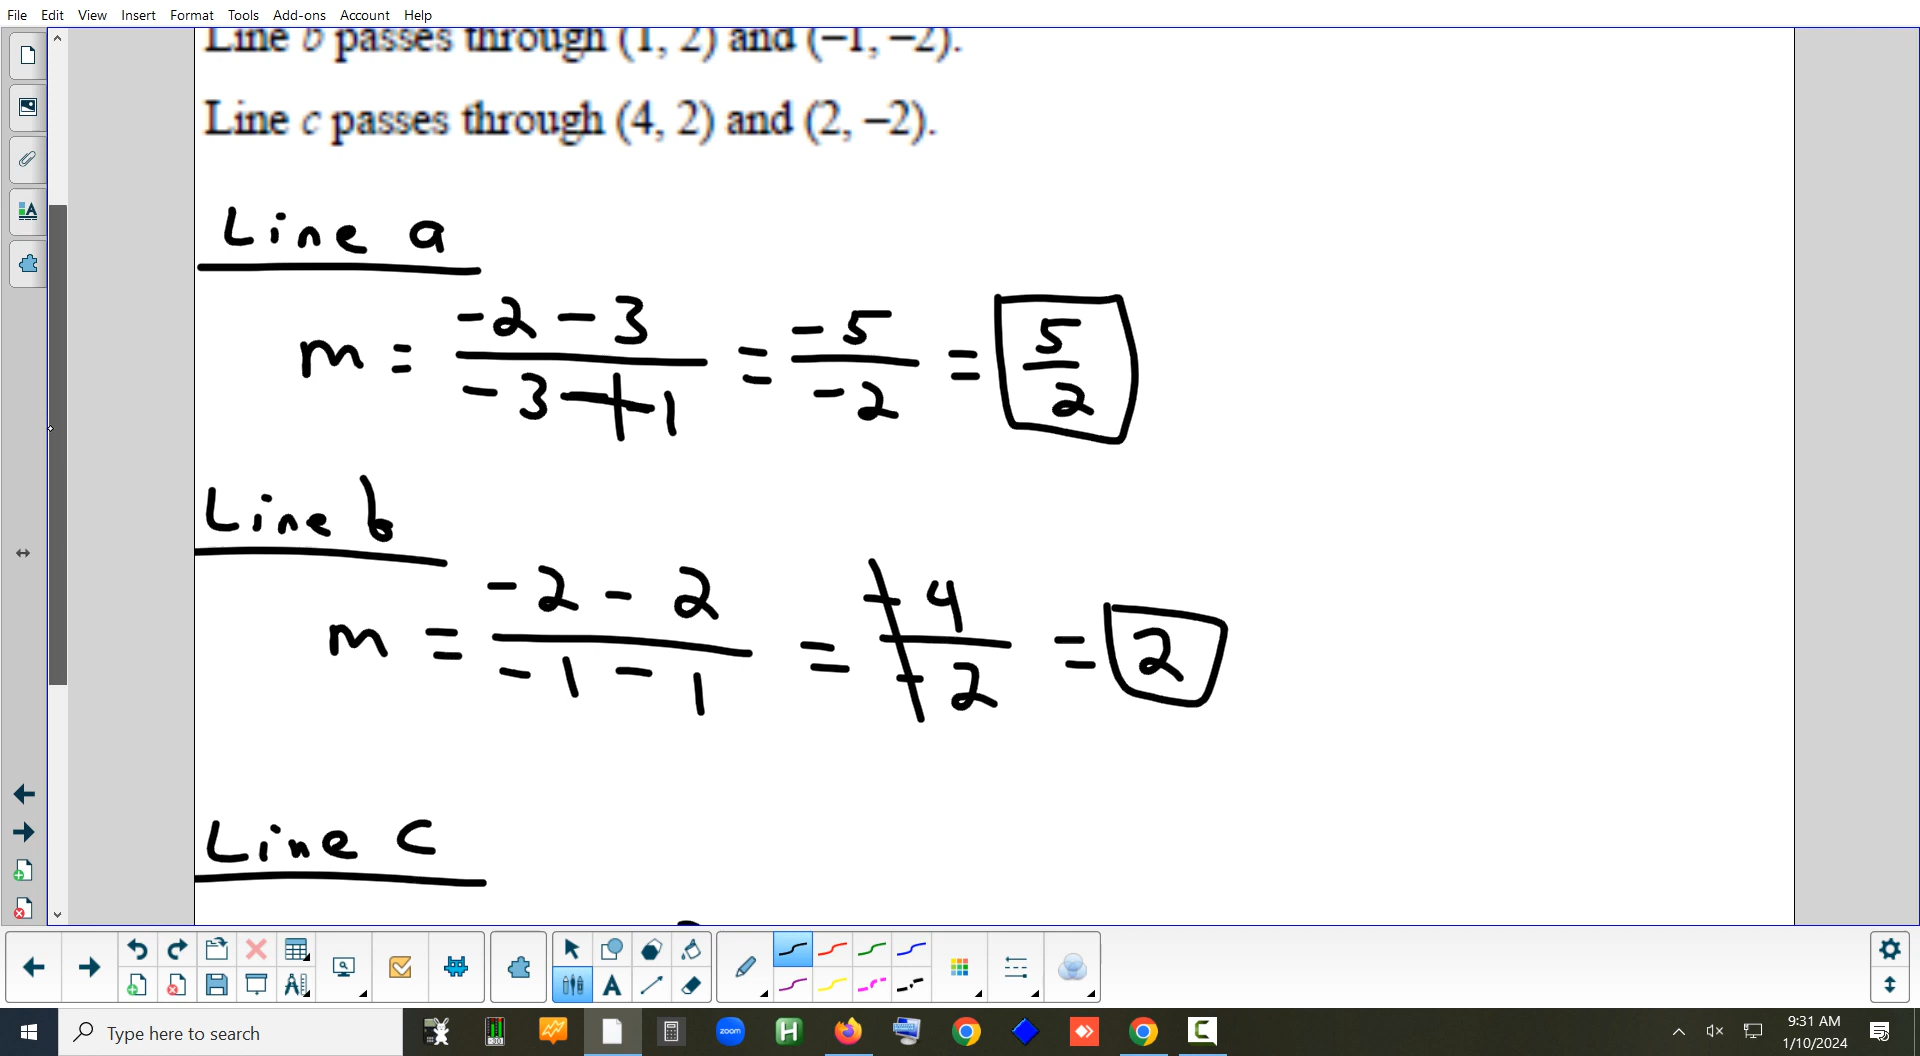 File Edit View Insert Format Tools Add-ons Account Help
Line b passes through (1, 2) and (–1, –2).
Line c passes through (4, 2) and (2, –2).
Line a
m = -2 - 3 / -3 + 1 = -5 / -2 = 5 / 2
Line b
m = -2 - 2 / -1 - 1 = -4 / -2 = 2
Line c
A
Type here to search
zoom
H
C
9:31 AM
1/10/2024